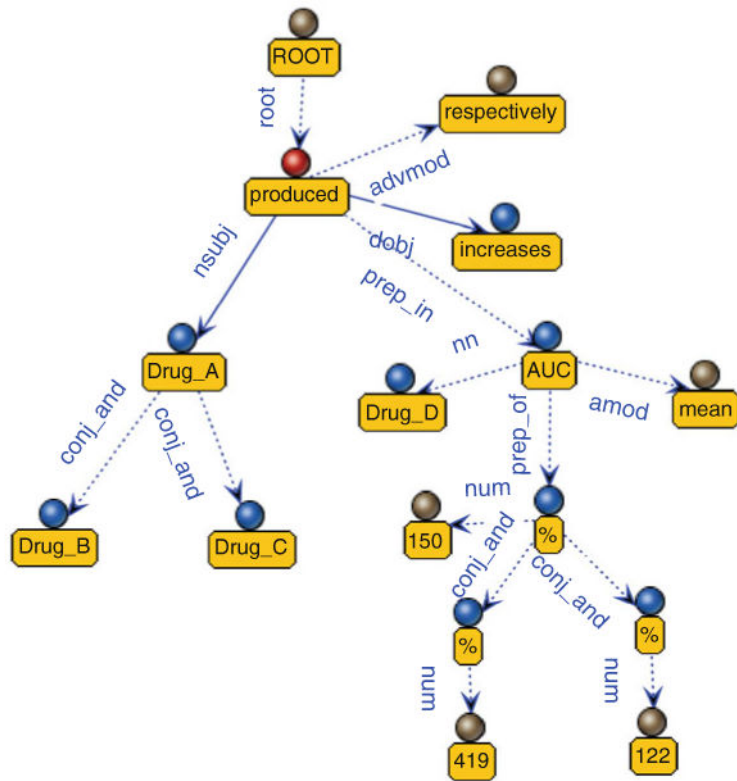 ROOT
root
respectively
advmod
produced
increases
dobj
nsubj
prep_in
nn
Drug_A
AUC
Drug_D
amod
mean
conj_and
conj_and
prep_of
num
Drug_B
Drug_C
150
%
conj_and
conj_and
%
%
num
num
419
122